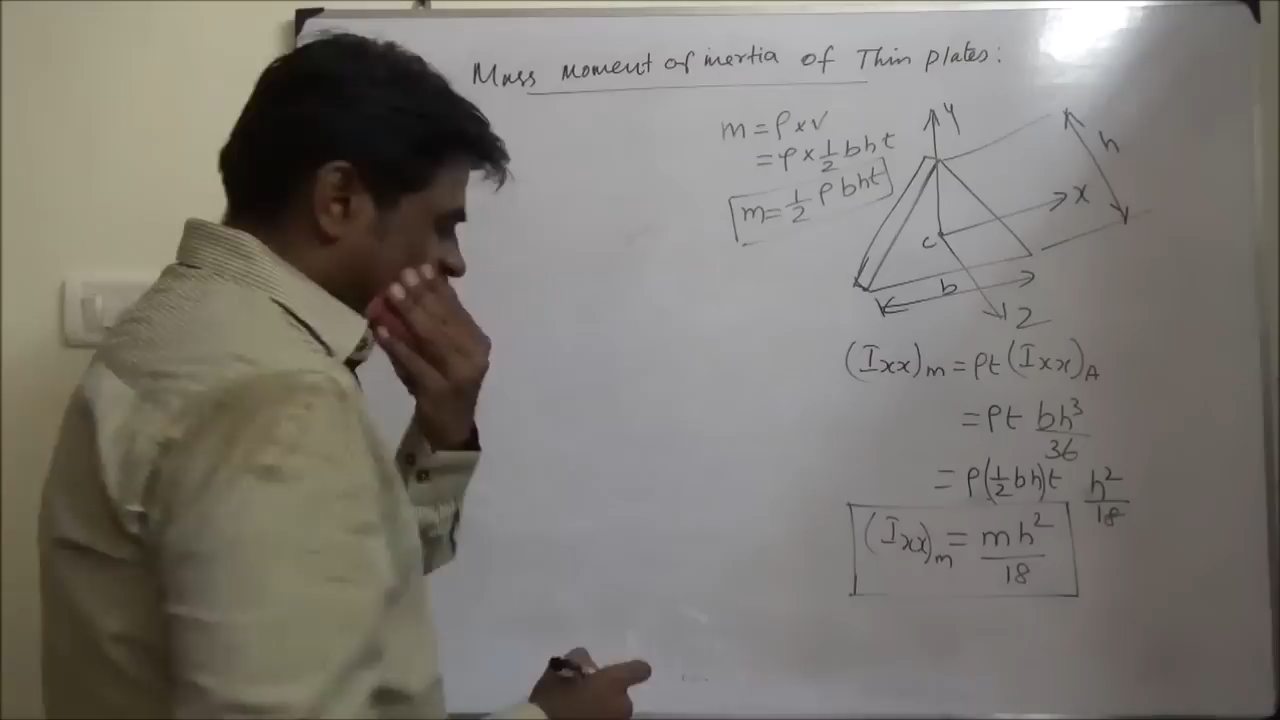 Mass moment of inertia of Thin plates:
m = ρ × v
= ρ × 1/2 bht
m = 1/2 ρbht
y
h
x
c
b
z
(Ixx)m = ρt (Ixx)A
= ρt bh³/36
= ρ(1/2 bh)t h²/18
(Ixx)m = mh²/18